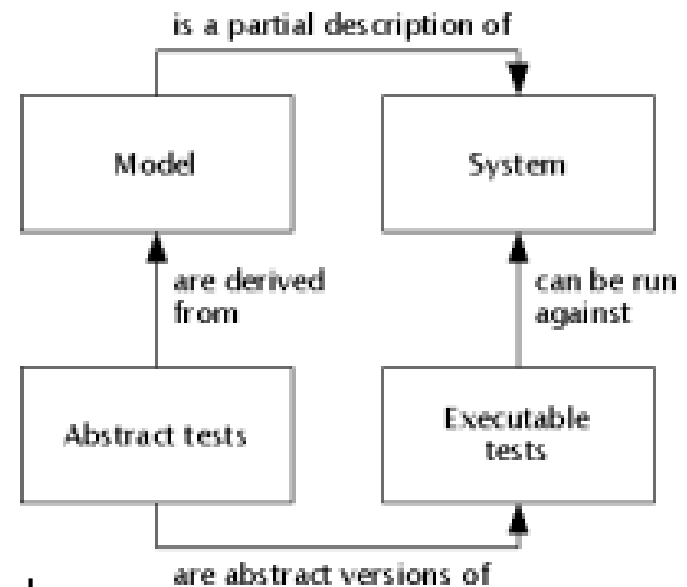 is a partial description of
Model
System
are derived
from
can be run
against
Abstract tests
Executable
tests
are abstract versions of